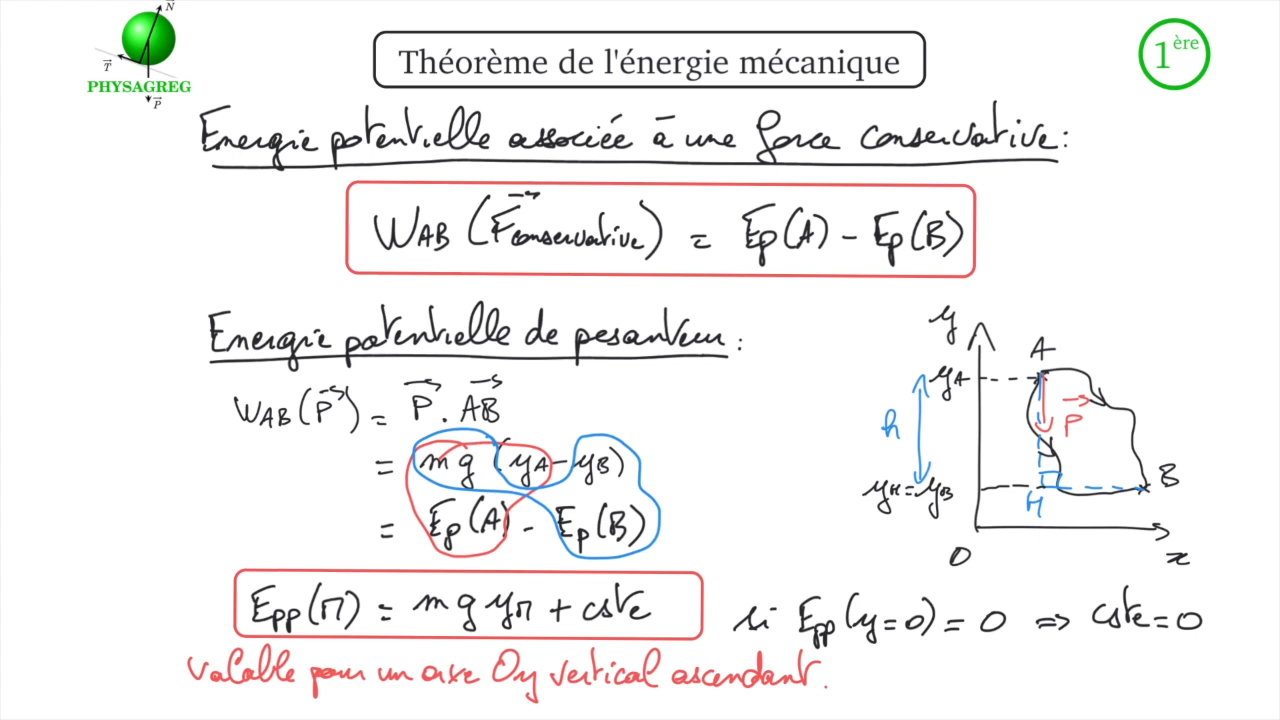 N
T
PHYSAGREG
P
Théorème de l'énergie mécanique
1ère
Energie potentielle associée à une force conservative :
WAB (Fconservative) = Ep(A) - Ep(B)
Energie potentielle de pesanteur :
WAB(P) = P . AB
= mg (yA - yB)
= Ep(A) - Ep(B)
y
A
yA
h
P
yH = yB
H
B
O
x
Epp(M) = m g yM + cste
si Epp(y=0) = 0 => cste = 0
valable pour un axe Oy vertical ascendant.